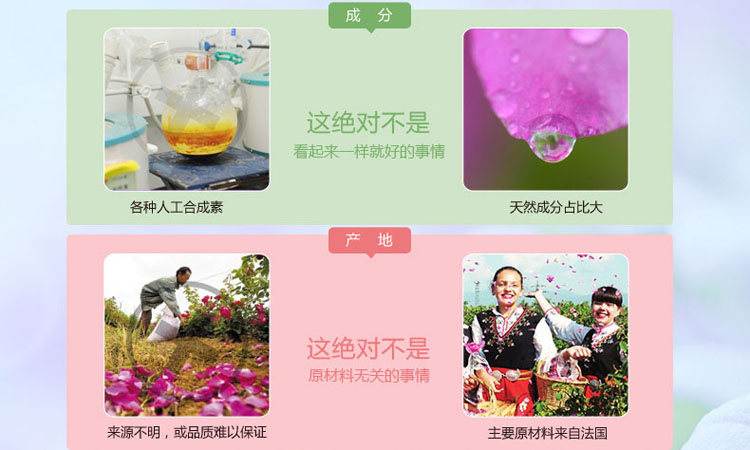 成 分
这绝对不是
看起来一样就好的事情
各种人工合成素
天然成分占比大
产 地
这绝对不是
原材料无关的事情
来源不明，或品质难以保证
主要原材料来自法国